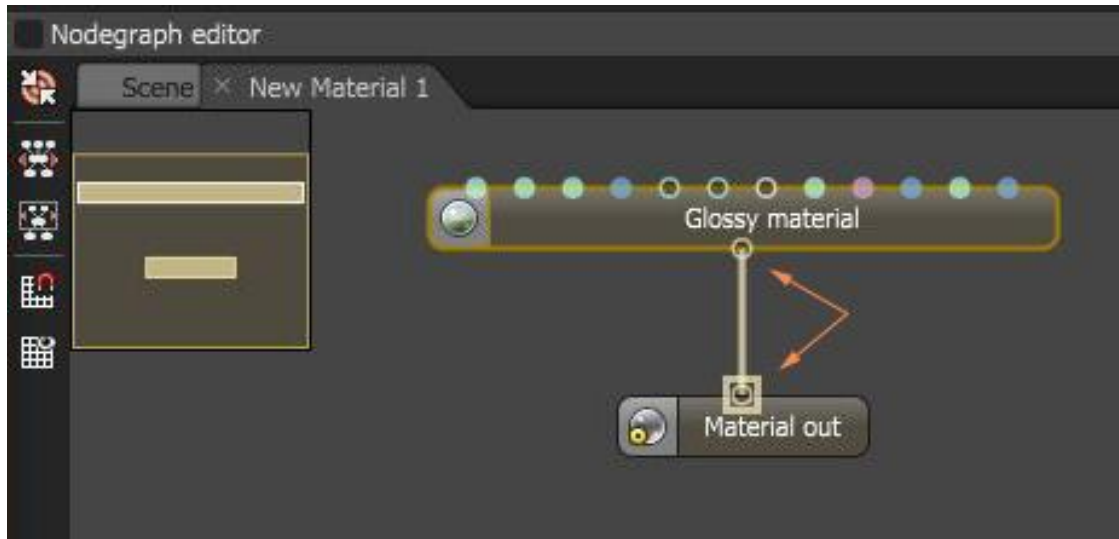 Nodegraph editor
Scene × New Material 1
Glossy material
Material out